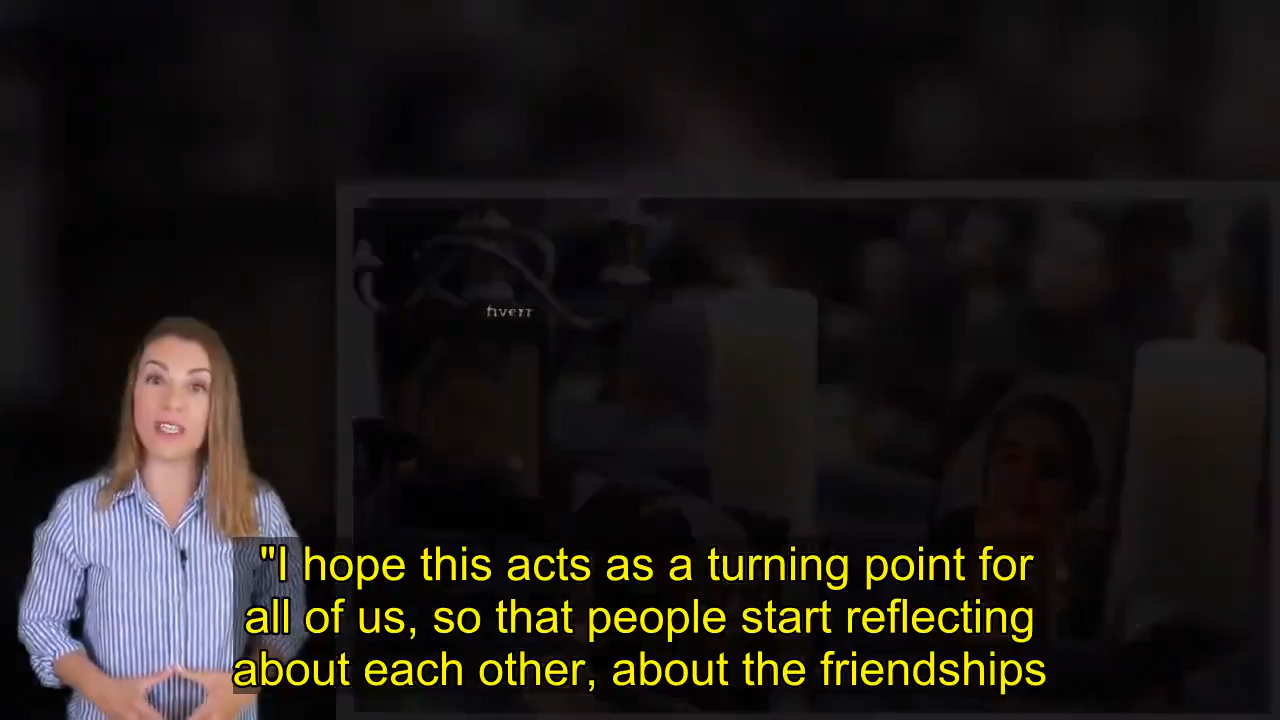 fiverr
"I hope this acts as a turning point for
all of us, so that people start reflecting
about each other, about the friendships